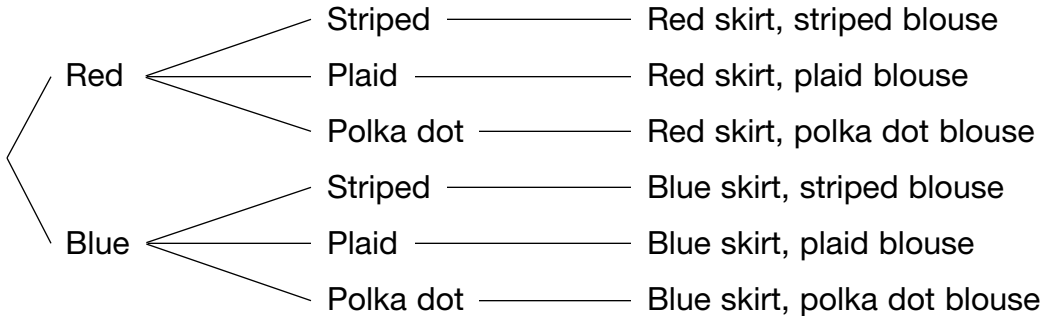 Striped Red skirt, striped blouse
Red Plaid Red skirt, plaid blouse
Polka dot Red skirt, polka dot blouse
Striped Blue skirt, striped blouse
Blue Plaid Blue skirt, plaid blouse
Polka dot Blue skirt, polka dot blouse